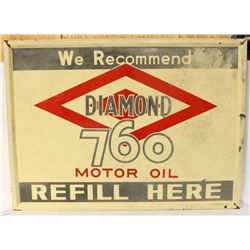 We Recommend
DIAMOND
760
MOTOR OIL
REFILL HERE